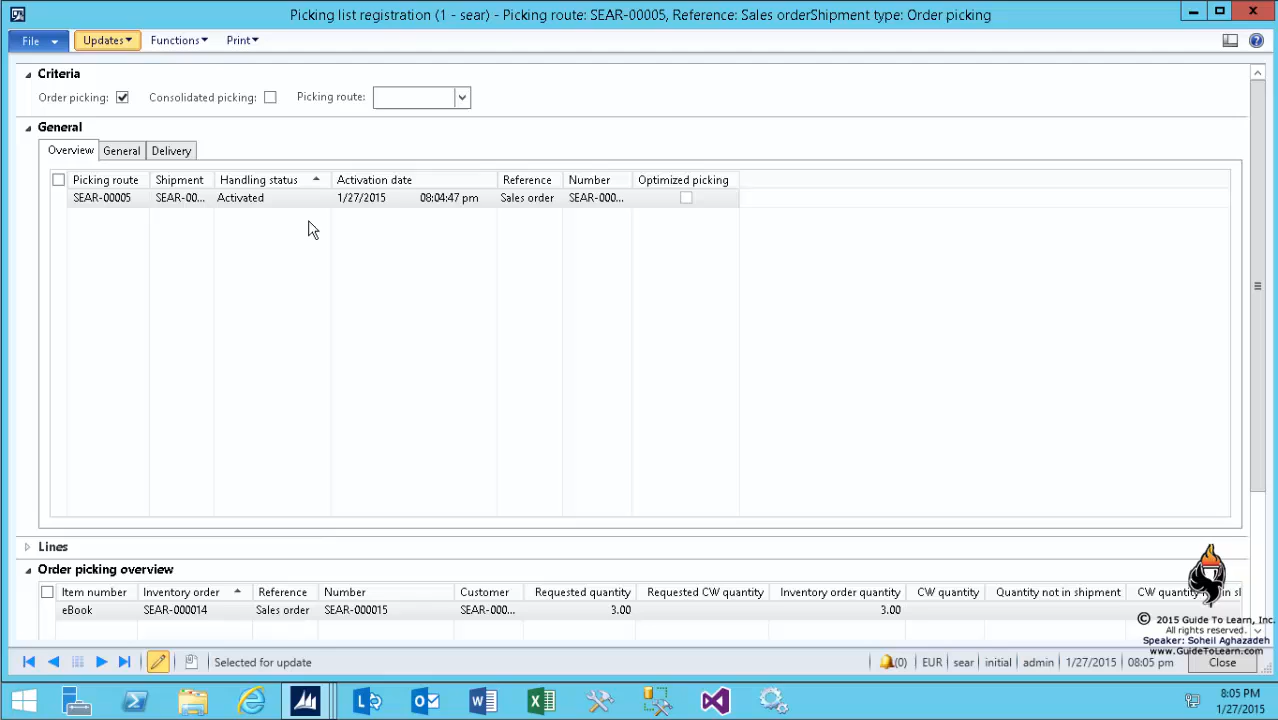 Picking list registration (1 - sear) - Picking route: SEAR-00005, Reference: Sales orderShipment type: Order picking
File Updates Functions Print
Criteria
Order picking: Consolidated picking: Picking route:
General
Overview General Delivery
Picking route Shipment Handling status Activation date Reference Number Optimized picking
SEAR-00005 SEAR-00... Activated 1/27/2015 08:04:47 pm Sales order SEAR-000...
Lines
Order picking overview
Item number Inventory order Reference Number Customer Requested quantity Requested CW quantity Inventory order quantity CW quantity Quantity not in shipment CW quantity
eBook SEAR-000014 Sales order SEAR-000015 SEAR-000... 3.00 3.00
© 2015 Guide To Learn, Inc.
All rights reserved.
Speaker: Soheil Aghazadeh
www.GuideToLearn.com
Selected for update (0) EUR sear initial admin 1/27/2015 08:05 pm Close
8:05 PM
1/27/2015